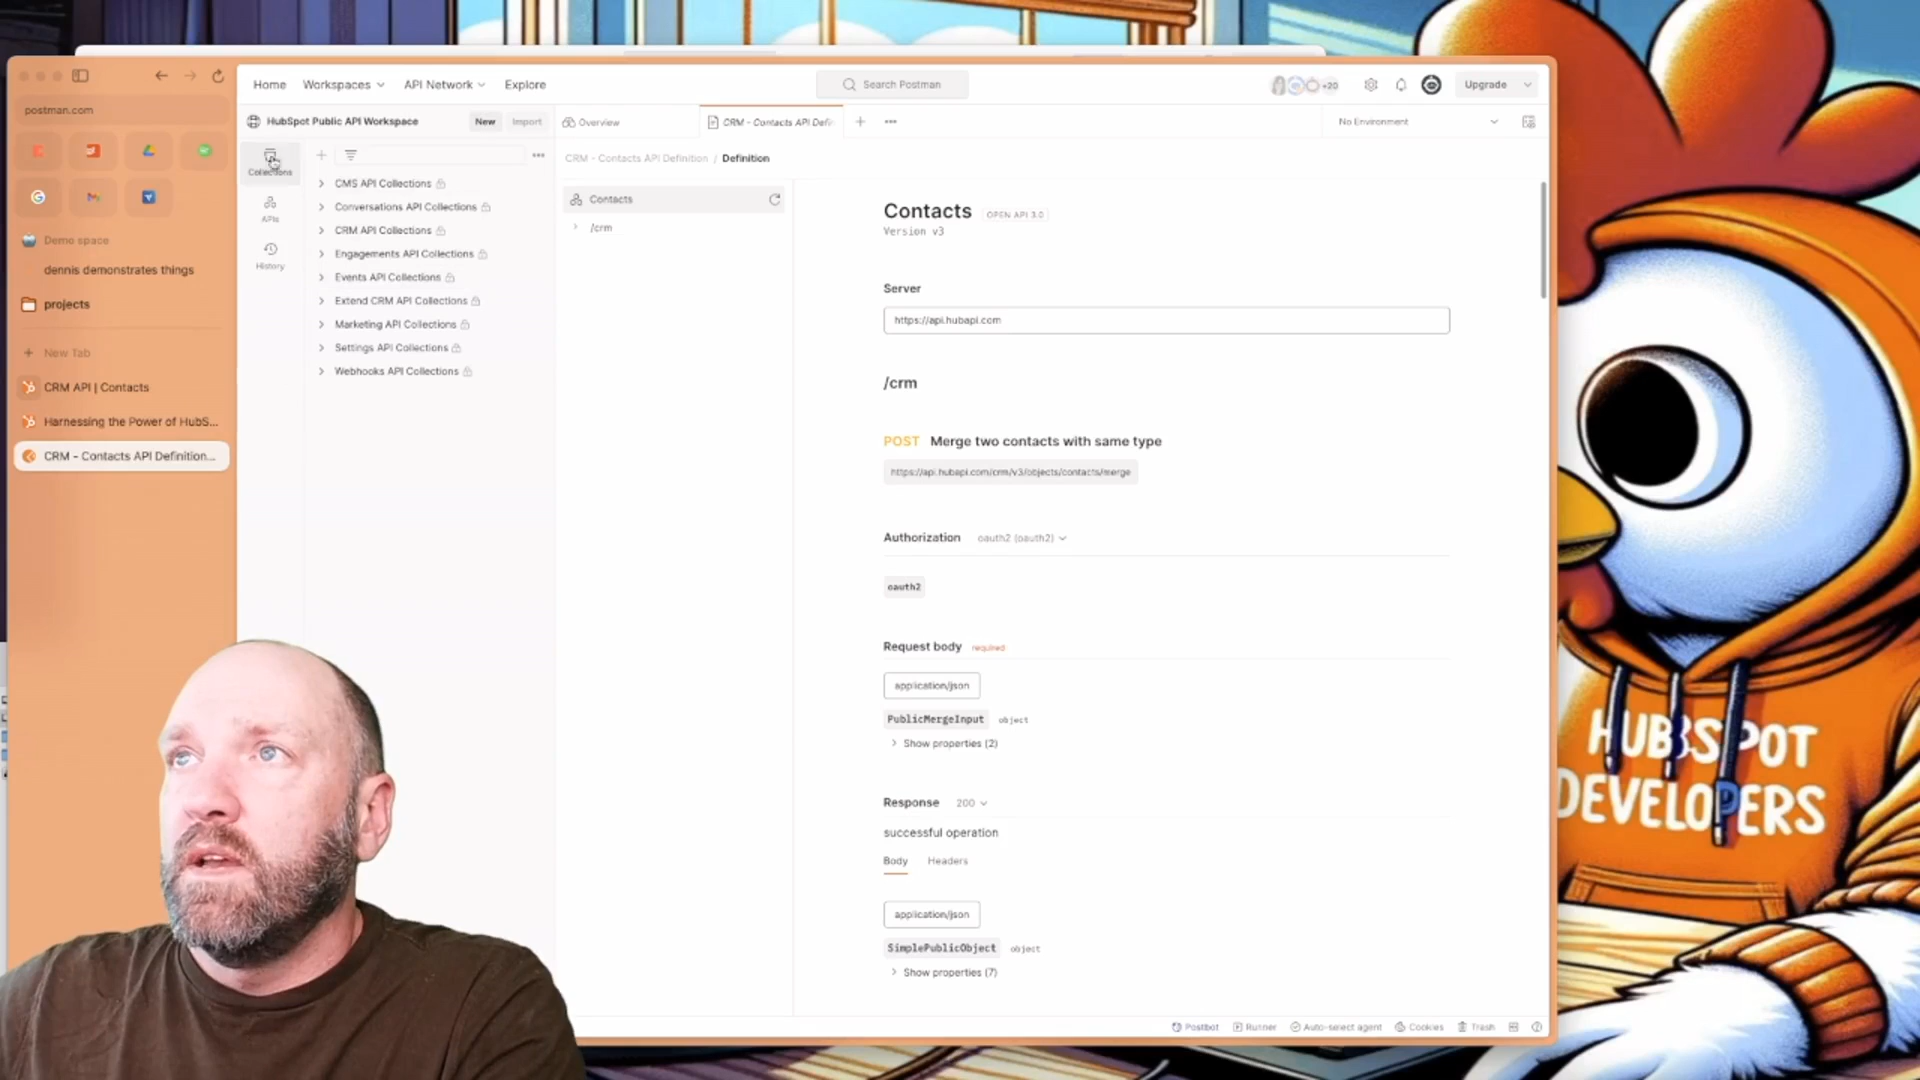 postman.com
Demo space
dennis demonstrates things
projects
New Tab
CRM API | Contacts
Harnessing the Power of HubS...
CRM - Contacts API Definition...
Home
Workspaces
API Network
Explore
Search Postman
+20
Upgrade
HubSpot Public API Workspace
New
Import
Overview
CRM - Contacts API Defin
No Environment
Collections
APIs
History
CMS API Collections
Conversations API Collections
CRM API Collections
Engagements API Collections
Events API Collections
Extend CRM API Collections
Marketing API Collections
Settings API Collections
Webhooks API Collections
CRM - Contacts API Definition / Definition
Contacts
/crm
Contacts OPEN API 3.0
Version v3
Server
https://api.hubapi.com
/crm
POST Merge two contacts with same type
https://api.hubapi.com/crm/v3/objects/contacts/merge
Authorization oauth2 (oauth2)
oauth2
Request body required
application/json
PublicMergeInput object
Show properties (2)
Response 200
successful operation
Body Headers
application/json
SimplePublicObject object
Show properties (7)
Postbot
Runner
Auto-select agent
Cookies
Trash
DEVELOPERS